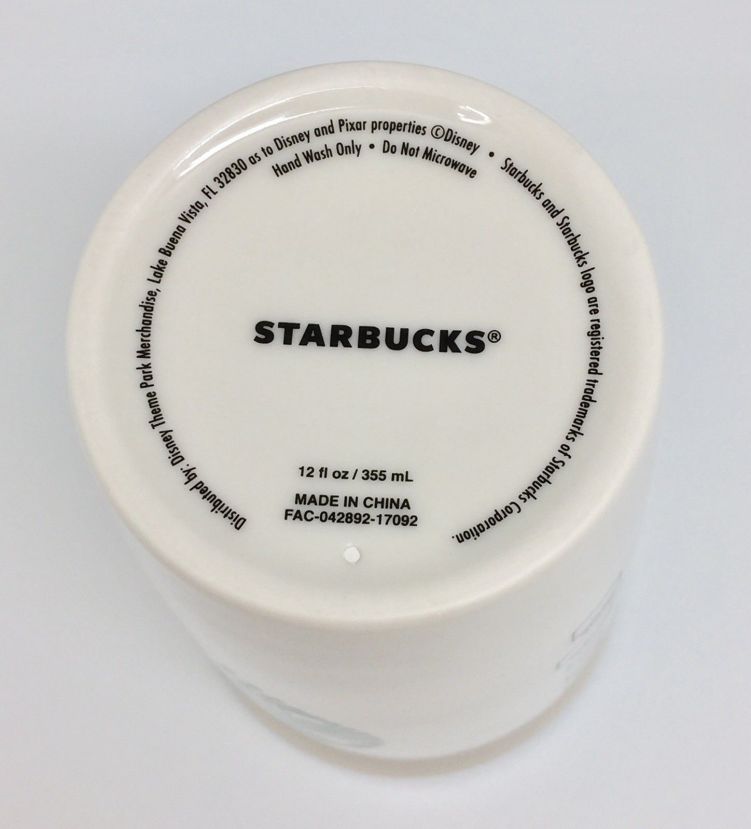 Distributed by: Disney Theme Park Merchandise, Lake Buena Vista, FL 32830 as to Disney and Pixar properties ©Disney • Starbucks and Starbucks logo are registered trademarks of Starbucks Corporation.
Hand Wash Only • Do Not Microwave
STARBUCKS®
12 fl oz / 355 mL
MADE IN CHINA
FAC-042892-17092